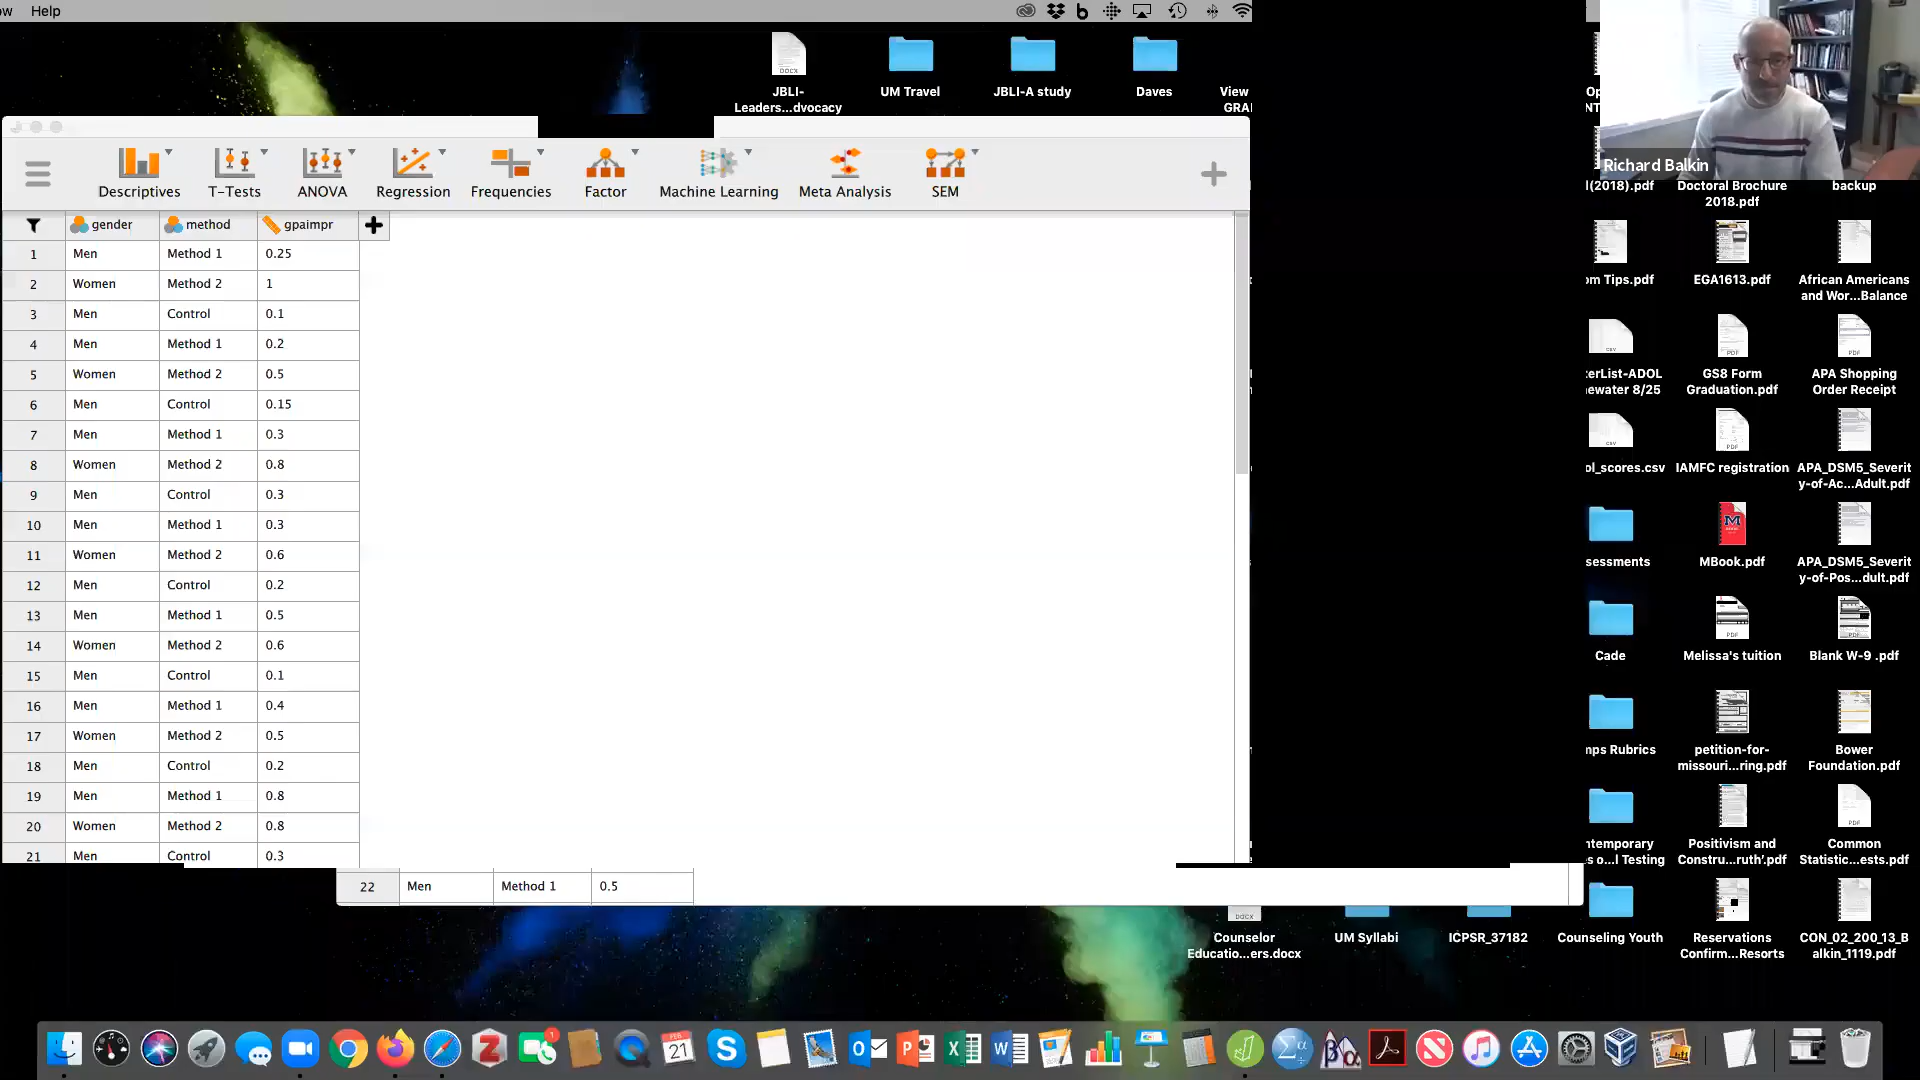 ow Help
JBLI-
Leaders...dvocacy
UM Travel
JBLI-A study
Daves
View
GRA
Richard Balkin
l(2018).pdf
Doctoral Brochure
2018.pdf
backup
Descriptives
T-Tests
ANOVA
Regression
Frequencies
Factor
Machine Learning
Meta Analysis
SEM
gender method gpaimpr
1 Men Method 1 0.25
2 Women Method 2 1
3 Men Control 0.1
4 Men Method 1 0.2
5 Women Method 2 0.5
6 Men Control 0.15
7 Men Method 1 0.3
8 Women Method 2 0.8
9 Men Control 0.3
10 Men Method 1 0.3
11 Women Method 2 0.6
12 Men Control 0.2
13 Men Method 1 0.5
14 Women Method 2 0.6
15 Men Control 0.1
16 Men Method 1 0.4
17 Women Method 2 0.5
18 Men Control 0.2
19 Men Method 1 0.8
20 Women Method 2 0.8
21 Men Control 0.3
22 Men Method 1 0.5
om Tips.pdf
EGA1613.pdf
African Americans
and Wor...Balance
terList-ADOL
newater 8/25
GS8 Form
Graduation.pdf
APA Shopping
Order Receipt
ol_scores.csv
IAMFC registration
APA_DSM5_Severit
y-of-Ac...Adult.pdf
sessments
MBook.pdf
APA_DSM5_Severit
y-of-Pos...dult.pdf
Cade
Melissa's tuition
Blank W-9 .pdf
mps Rubrics
petition-for-
missouri...ring.pdf
Bower
Foundation.pdf
ntemporary
s o...l Testing
Positivism and
Constru...ruth'.pdf
Common
Statistic...ests.pdf
Counselor
Educatio...ers.docx
UM Syllabi
ICPSR_37182
Counseling Youth
Reservations
Confirm...Resorts
CON_02_200_13_B
alkin_1119.pdf
FEB
21